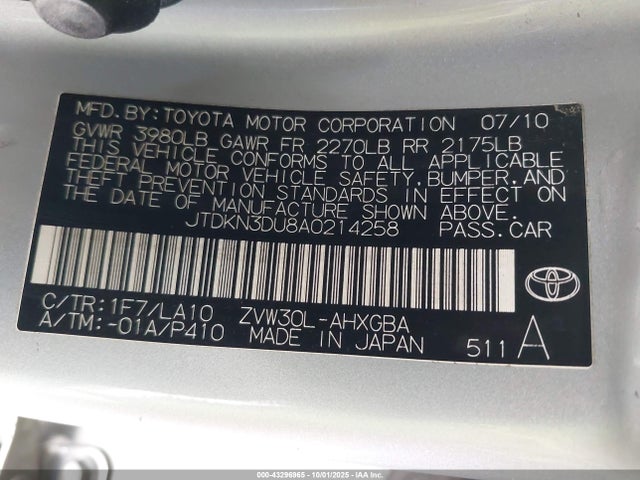 MFD.BY:TOYOTA MOTOR CORPORATION 07/10
GVWR 3980LB GAWR FR 2270LB RR 2175LB
THIS VEHICLE CONFORMS TO ALL APPLICABLE
FEDERAL MOTOR VEHICLE SAFETY,BUMPER,AND
THEFT PREVENTION STANDARDS IN EFFECT ON
THE DATE OF MANUFACTURE SHOWN ABOVE.
JTDKN3DU8A0214258 PASS.CAR
C/TR:1F7/LA10 ZVW30L-AHXGBA
A/TM:-01A/P410 MADE IN JAPAN 511A
000-43296965 10/01/2025 IAA Inc.